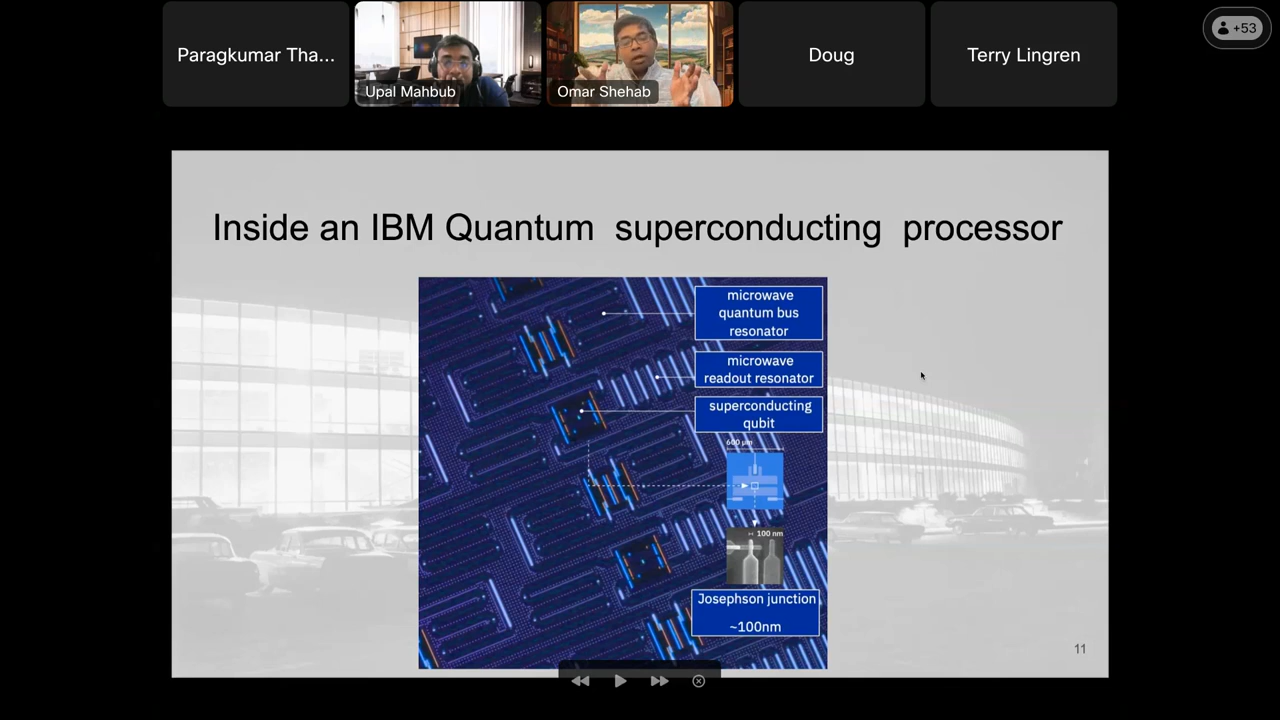 Paragkumar Tha...
Upal Mahbub
Omar Shehab
Doug
Terry Lingren
+53
Inside an IBM Quantum superconducting processor
microwave
quantum bus
resonator
microwave
readout resonator
superconducting
qubit
600 μm
100 nm
Josephson junction
~100nm
11